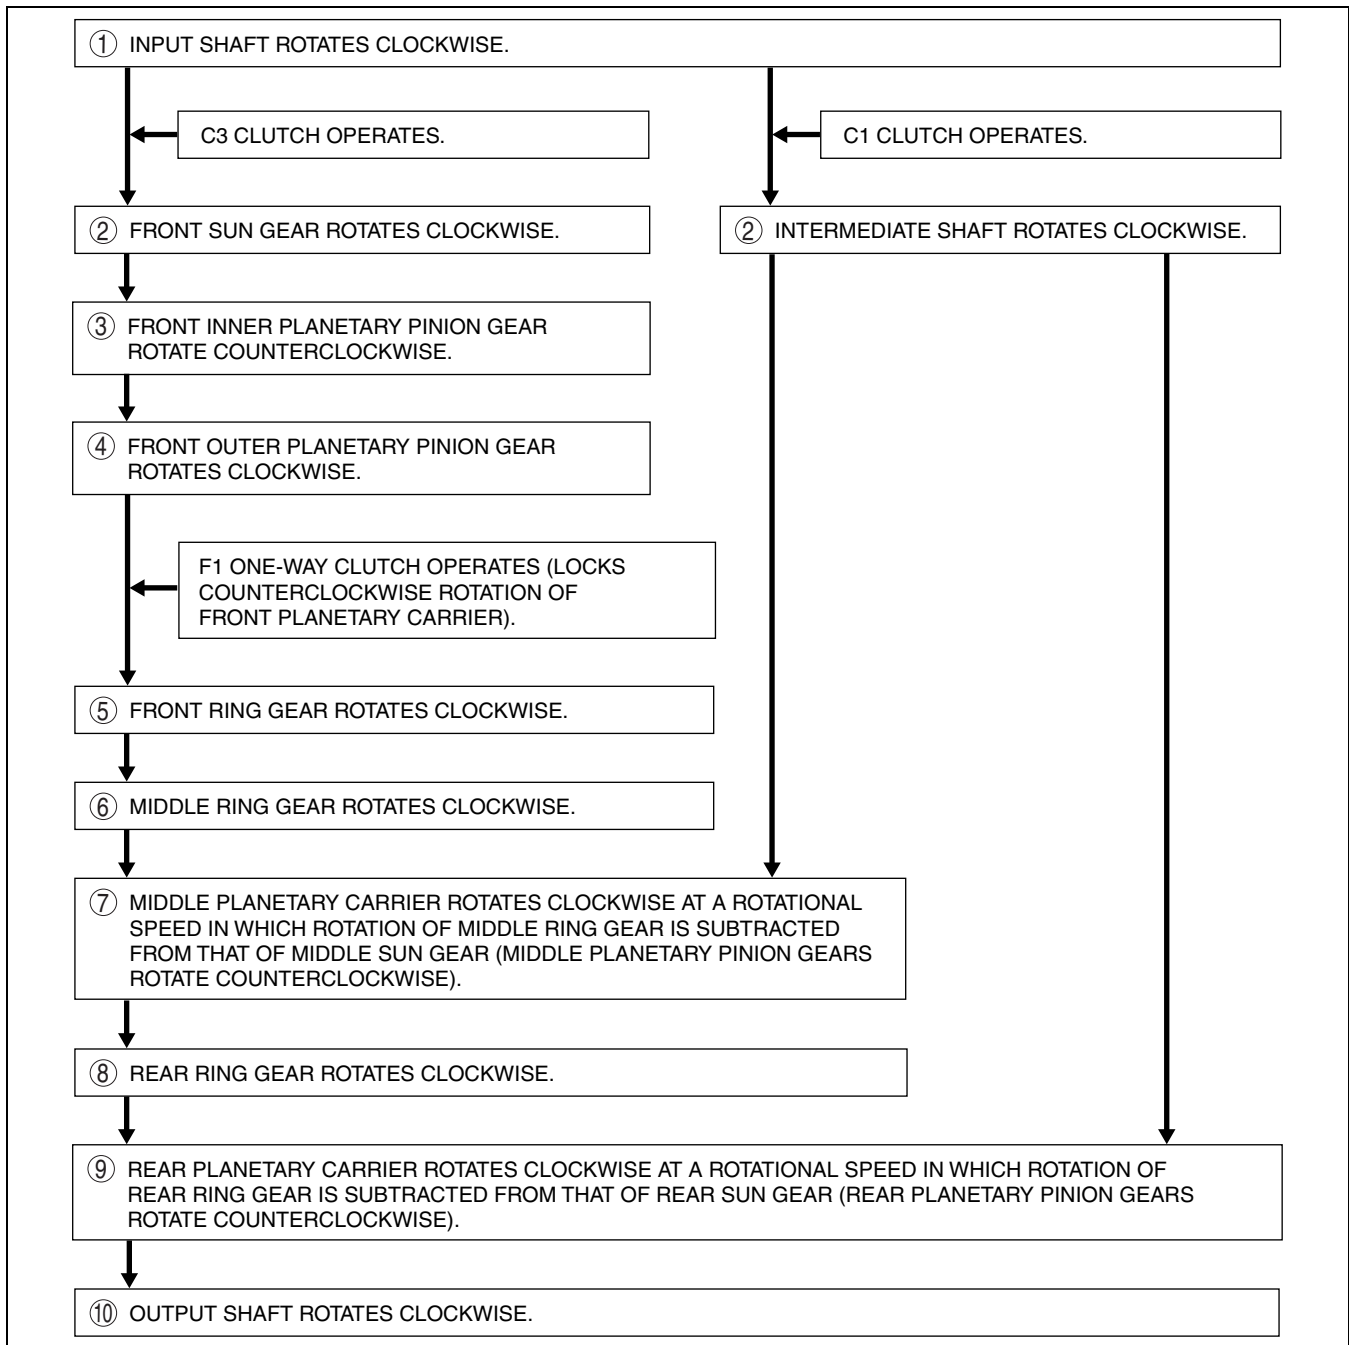 ① INPUT SHAFT ROTATES CLOCKWISE.
C3 CLUTCH OPERATES.
C1 CLUTCH OPERATES.
② FRONT SUN GEAR ROTATES CLOCKWISE.
② INTERMEDIATE SHAFT ROTATES CLOCKWISE.
③ FRONT INNER PLANETARY PINION GEAR
ROTATE COUNTERCLOCKWISE.
④ FRONT OUTER PLANETARY PINION GEAR
ROTATES CLOCKWISE.
F1 ONE-WAY CLUTCH OPERATES (LOCKS
COUNTERCLOCKWISE ROTATION OF
FRONT PLANETARY CARRIER).
⑤ FRONT RING GEAR ROTATES CLOCKWISE.
⑥ MIDDLE RING GEAR ROTATES CLOCKWISE.
⑦ MIDDLE PLANETARY CARRIER ROTATES CLOCKWISE AT A ROTATIONAL
SPEED IN WHICH ROTATION OF MIDDLE RING GEAR IS SUBTRACTED
FROM THAT OF MIDDLE SUN GEAR (MIDDLE PLANETARY PINION GEARS
ROTATE COUNTERCLOCKWISE).
⑧ REAR RING GEAR ROTATES CLOCKWISE.
⑨ REAR PLANETARY CARRIER ROTATES CLOCKWISE AT A ROTATIONAL SPEED IN WHICH ROTATION OF
REAR RING GEAR IS SUBTRACTED FROM THAT OF REAR SUN GEAR (REAR PLANETARY PINION GEARS
ROTATE COUNTERCLOCKWISE).
⑩ OUTPUT SHAFT ROTATES CLOCKWISE.